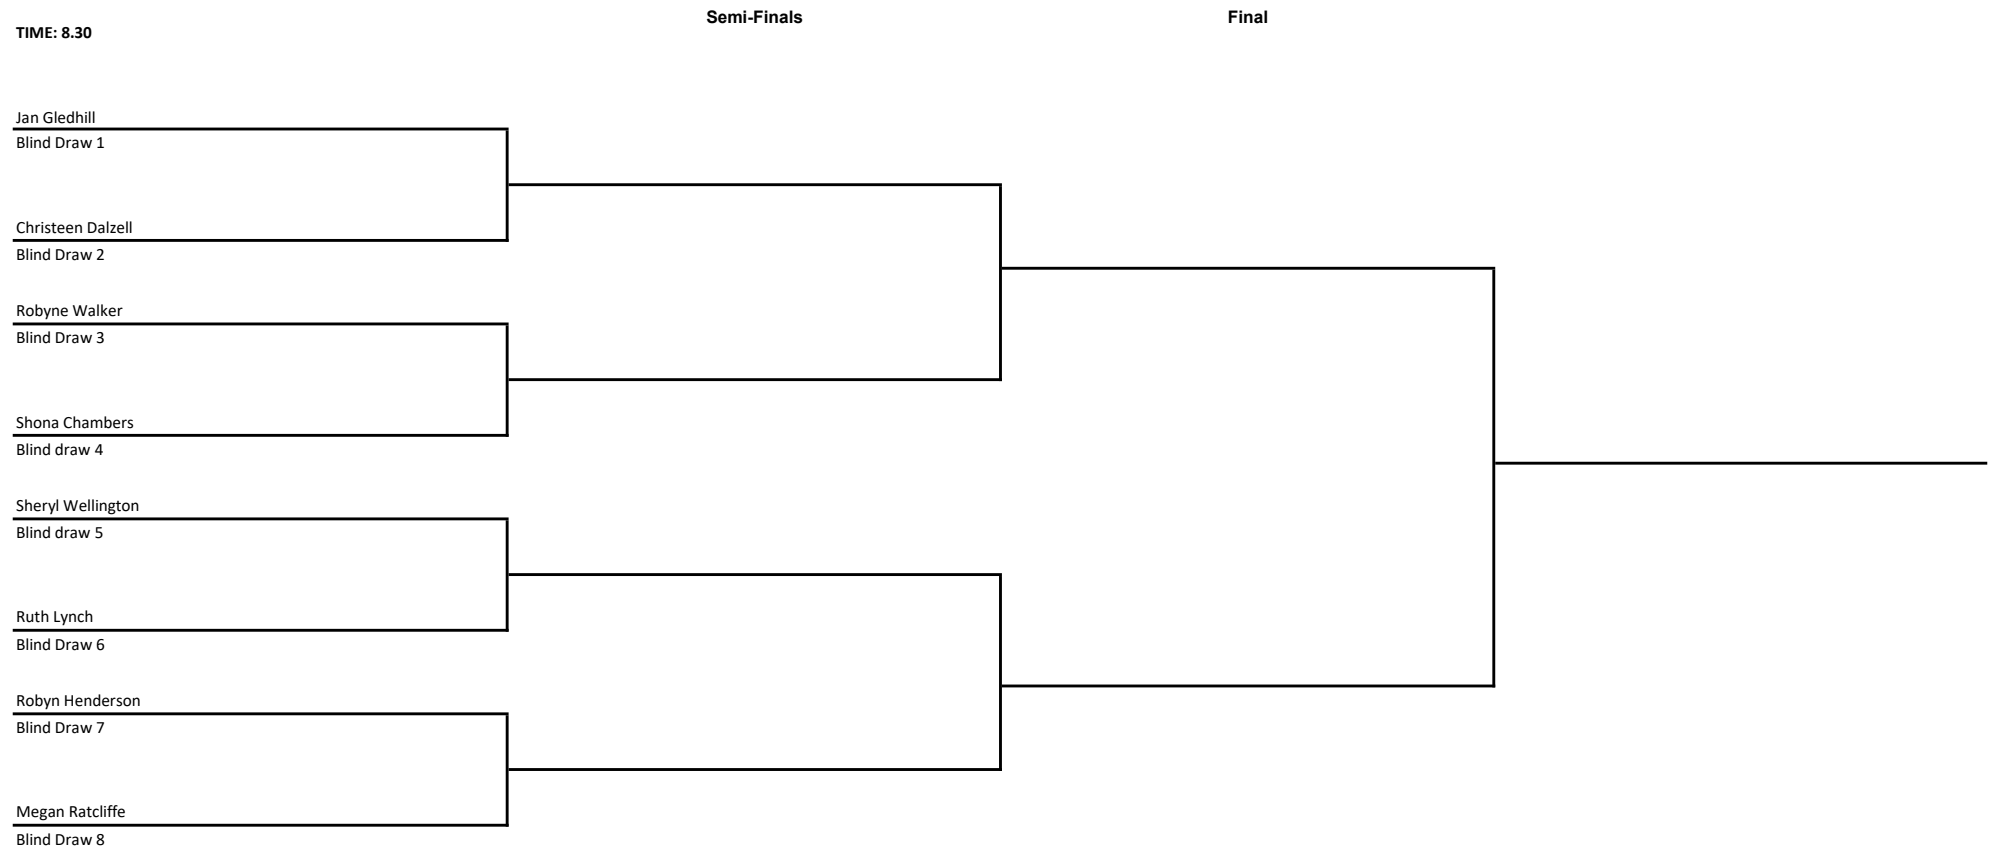 Semi-Finals
Final
TIME: 8.30
Jan Gledhill
Blind Draw 1
Christeen Dalzell
Blind Draw 2
Robyne Walker
Blind Draw 3
Shona Chambers
Blind draw 4
Sheryl Wellington
Blind draw 5
Ruth Lynch
Blind Draw 6
Robyn Henderson
Blind Draw 7
Megan Ratcliffe
Blind Draw 8